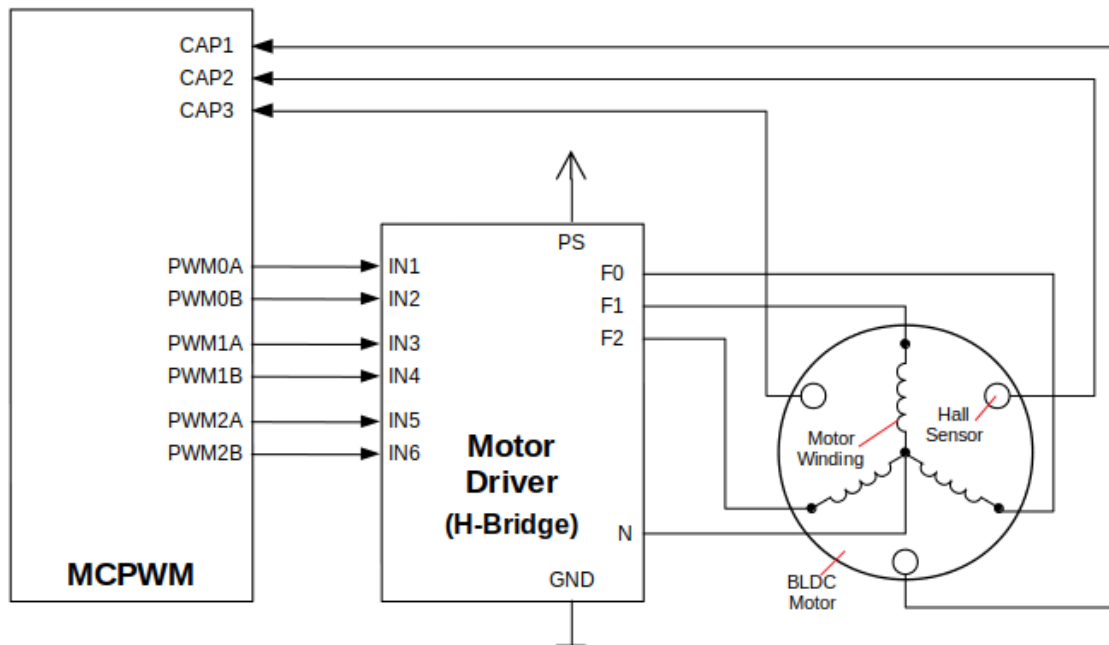 CAP1
CAP2
CAP3
PWM0A
PWM0B
PWM1A
PWM1B
PWM2A
PWM2B
MCPWM
PS
IN1
IN2
IN3
IN4
IN5
IN6
F0
F1
F2
Motor
Driver
(H-Bridge)
N
GND
Motor
Winding
Hall
Sensor
BLDC
Motor